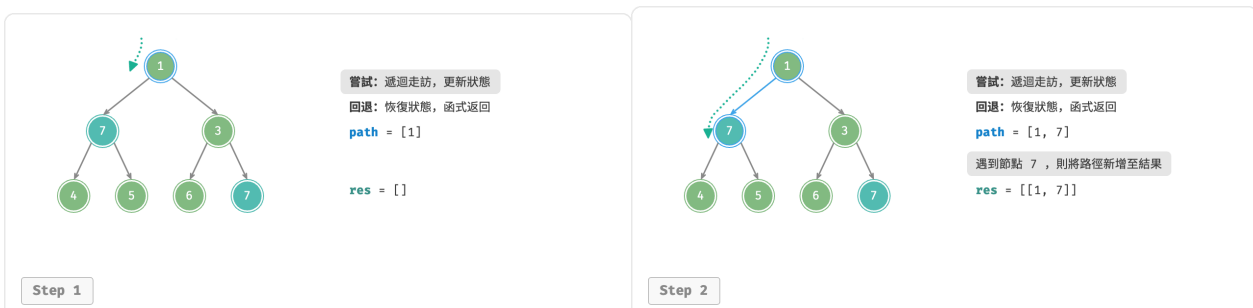 1
7
3
4
5
6
7
嘗試：遞迴走訪，更新狀態
回退：恢復狀態，函式返回
path = [1]
res = []
Step 1
1
7
3
4
5
6
7
嘗試：遞迴走訪，更新狀態
回退：恢復狀態，函式返回
path = [1, 7]
遇到節點 7 ，則將路徑新增至結果
res = [[1, 7]]
Step 2